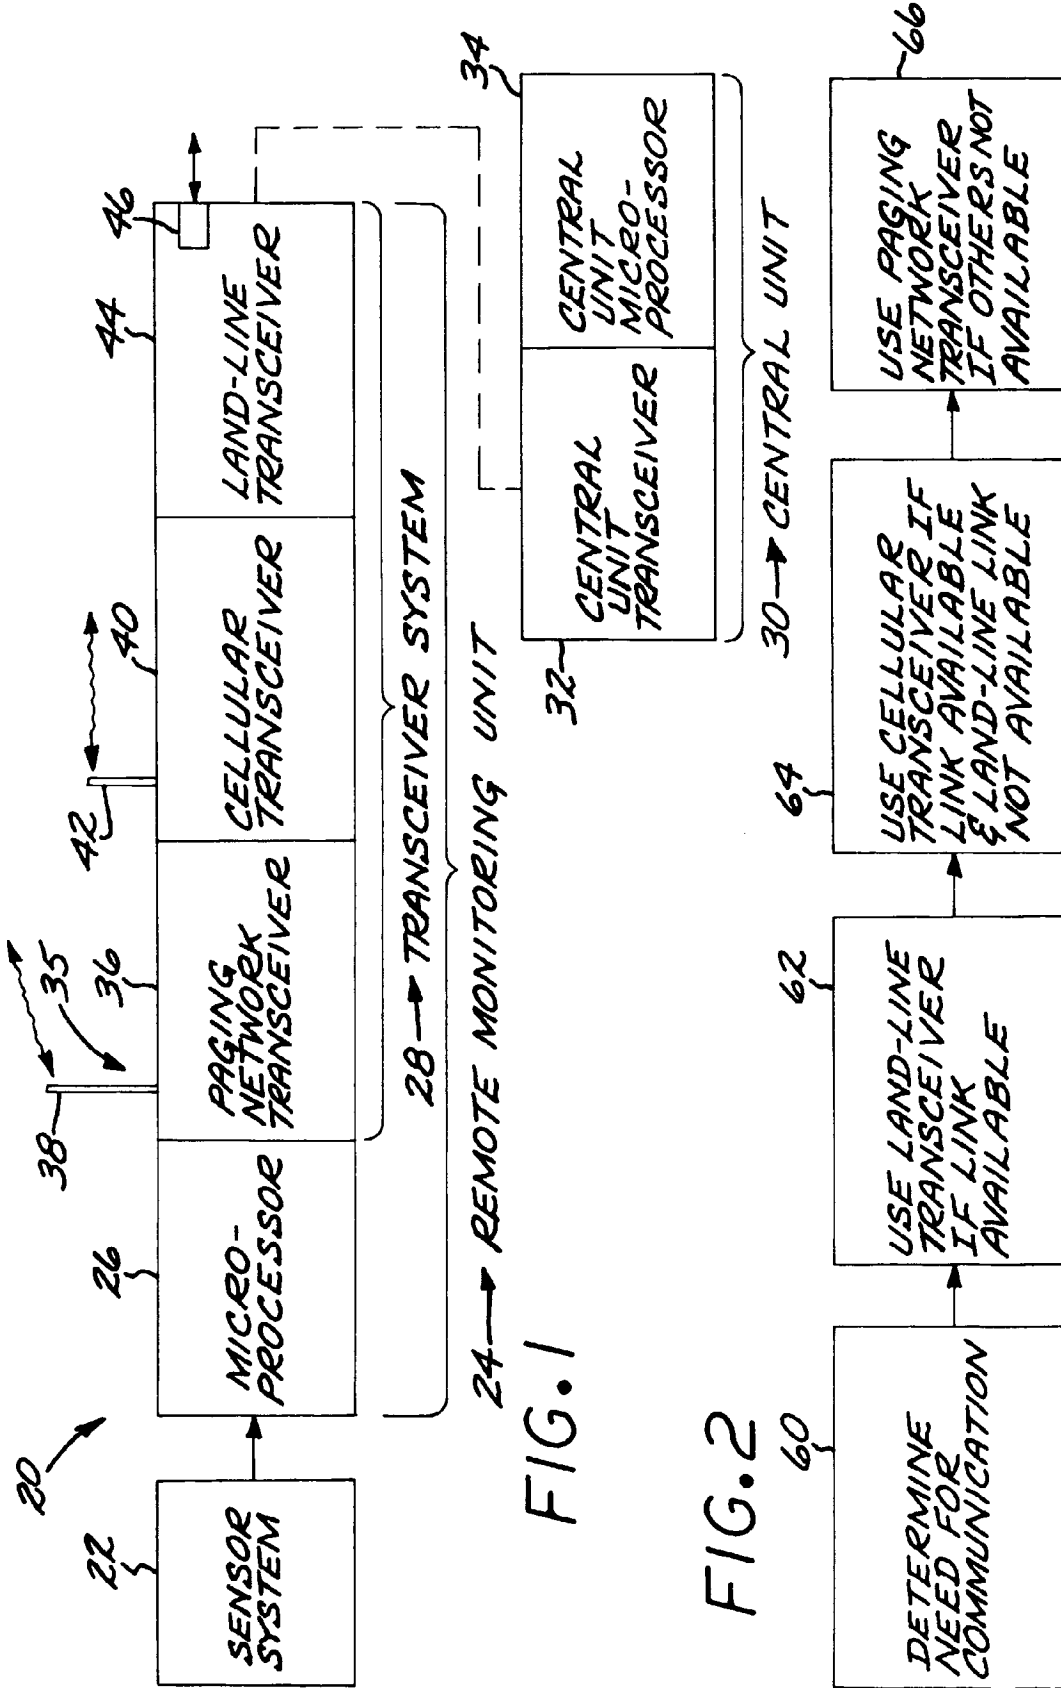 20
22
SENSOR
SYSTEM
26
MICRO-
PROCESSOR
38
35
36
PAGING
NETWORK
TRANSCEIVER
42
40
CELLULAR
TRANSCEIVER
44
46
LAND-LINE
TRANSCEIVER
28 TRANSCEIVER SYSTEM
24 REMOTE MONITORING UNIT
32
CENTRAL
UNIT
TRANSCEIVER
34
CENTRAL
UNIT
MICRO-
PROCESSOR
30 CENTRAL UNIT
FIG.1
FIG.2
60
DETERMINE
NEED FOR
COMMUNICATION
62
USE LAND-LINE
TRANSCEIVER
IF LINK
AVAILABLE
64
USE CELLULAR
TRANSCEIVER IF
LINK AVAILABLE
& LAND-LINE LINK
NOT AVAILABLE
66
USE PAGING
NETWORK
TRANSCEIVER
IF OTHERS NOT
AVAILABLE